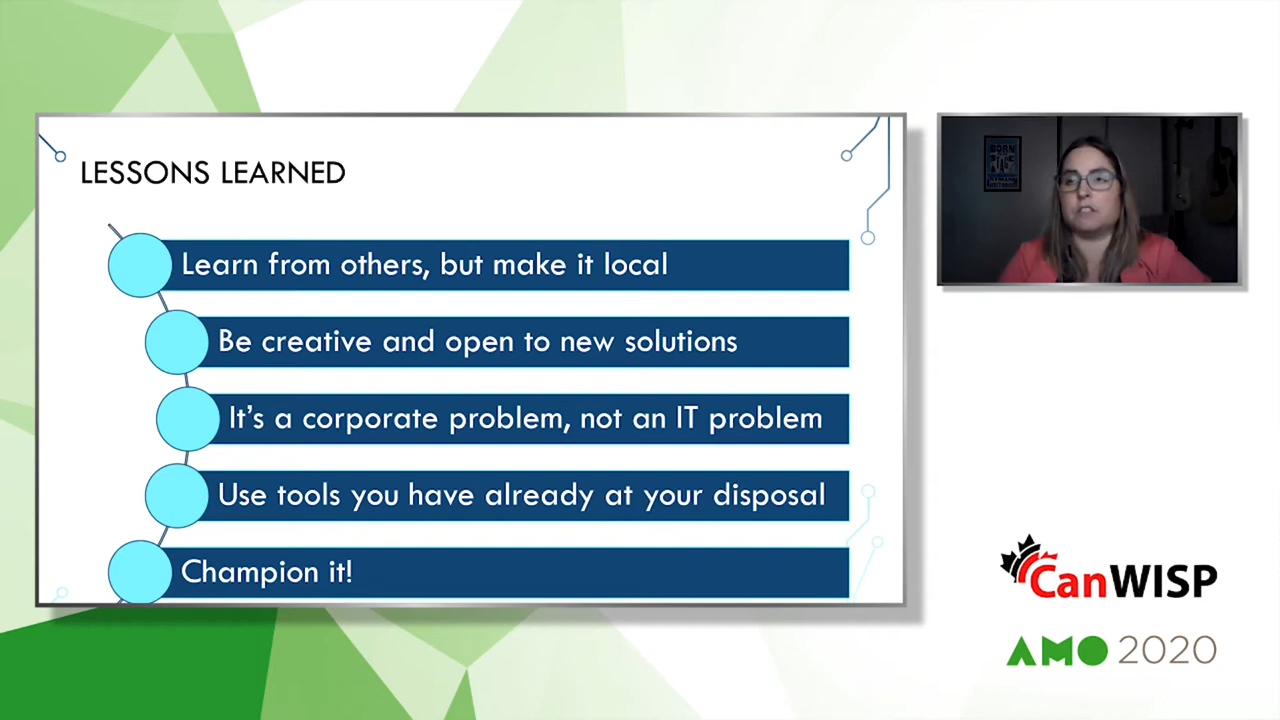 LESSONS LEARNED
Learn from others, but make it local
Be creative and open to new solutions
It's a corporate problem, not an IT problem
Use tools you have already at your disposal
Champion it!
BORN
CanWISP
AMO 2020